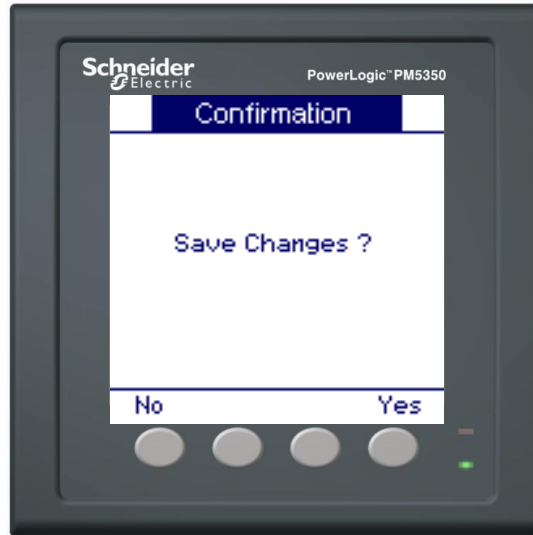 Schneider
Electric
PowerLogic™ PM5350
Confirmation
Save Changes ?
No Yes